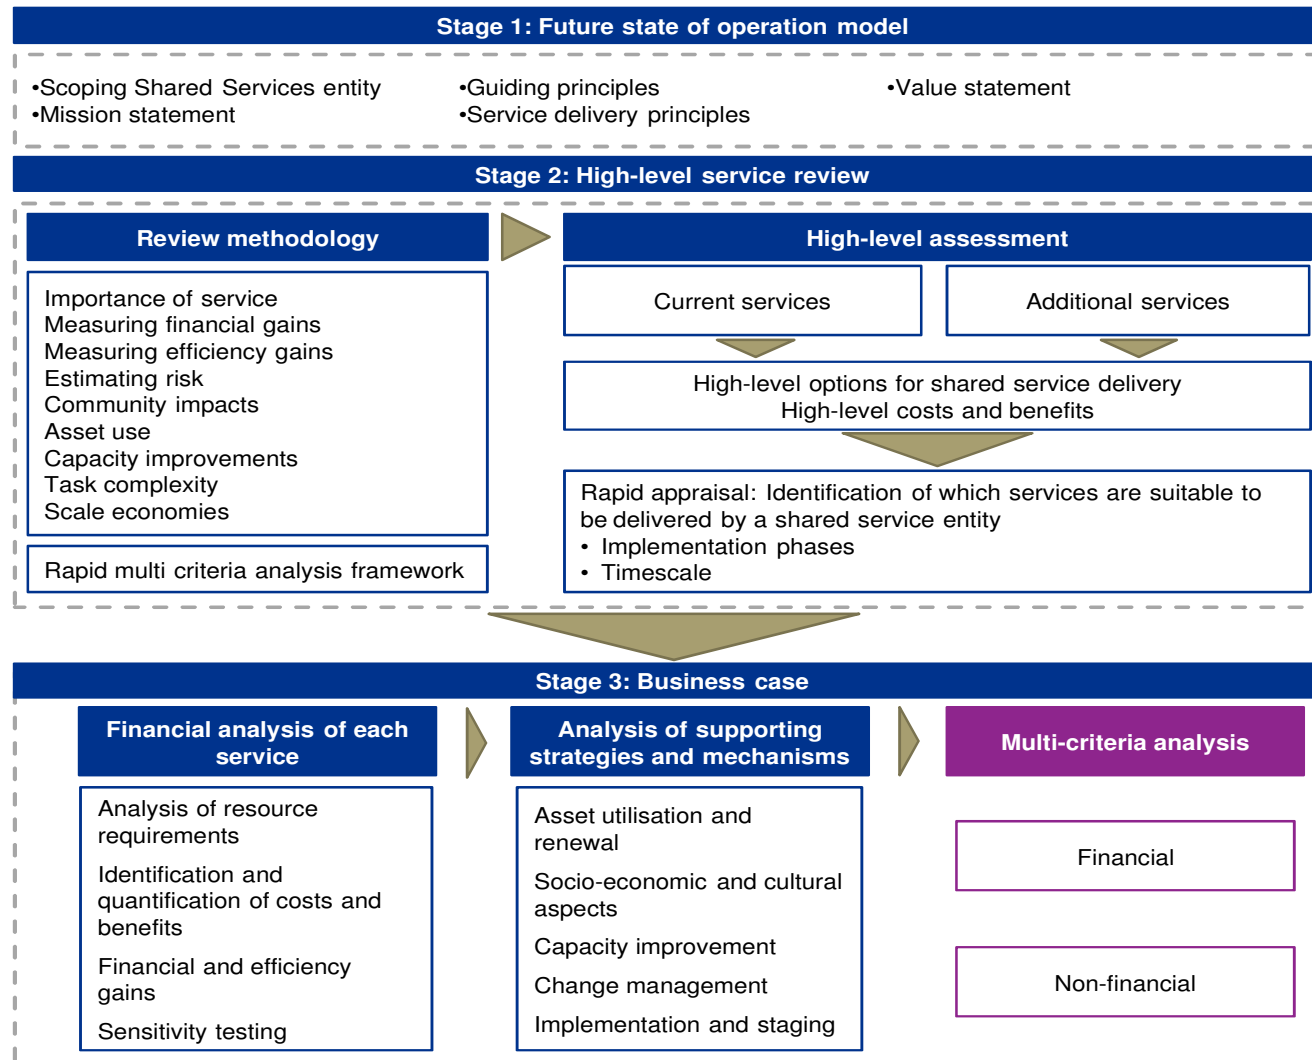 Stage 1: Future state of operation model
•Scoping Shared Services entity
•Mission statement
•Guiding principles
•Service delivery principles
•Value statement
Stage 2: High-level service review
Review methodology
Importance of service
Measuring financial gains
Measuring efficiency gains
Estimating risk
Community impacts
Asset use
Capacity improvements
Task complexity
Scale economies
Rapid multi criteria analysis framework
High-level assessment
Current services
Additional services
High-level options for shared service delivery
High-level costs and benefits
Rapid appraisal: Identification of which services are suitable to
be delivered by a shared service entity
• Implementation phases
• Timescale
Stage 3: Business case
Financial analysis of each
service
Analysis of resource
requirements
Identification and
quantification of costs and
benefits
Financial and efficiency
gains
Sensitivity testing
Analysis of supporting
strategies and mechanisms
Asset utilisation and
renewal
Socio-economic and cultural
aspects
Capacity improvement
Change management
Implementation and staging
Multi-criteria analysis
Financial
Non-financial